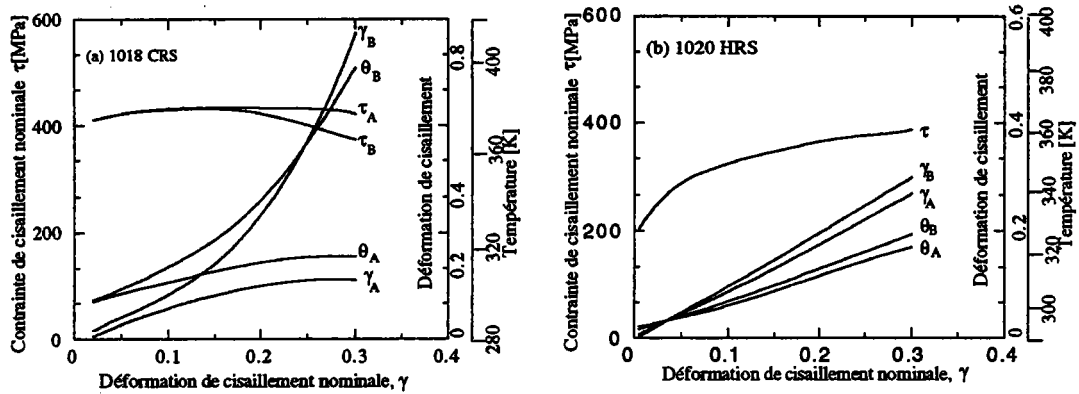 (a) 1018 CRS
Contrainte de cisaillement nominale τ[MPa]
600
400
200
0
0
0.1
0.2
0.3
0.4
Déformation de cisaillement nominale, γ
γB
θB
τA
τB
θA
γA
Déformation de cisaillement
0.8
0.4
0.2
0
Température [K]
400
360
320
280
(b) 1020 HRS
Contrainte de cisaillement nominale τ[MPa]
600
400
200
0
0
0.1
0.2
0.3
0.4
Déformation de cisaillement nominale, γ
τ
γB
γA
θB
θA
Déformation de cisaillement
0.6
0.4
0.2
0
Température [K]
400
380
360
340
320
300